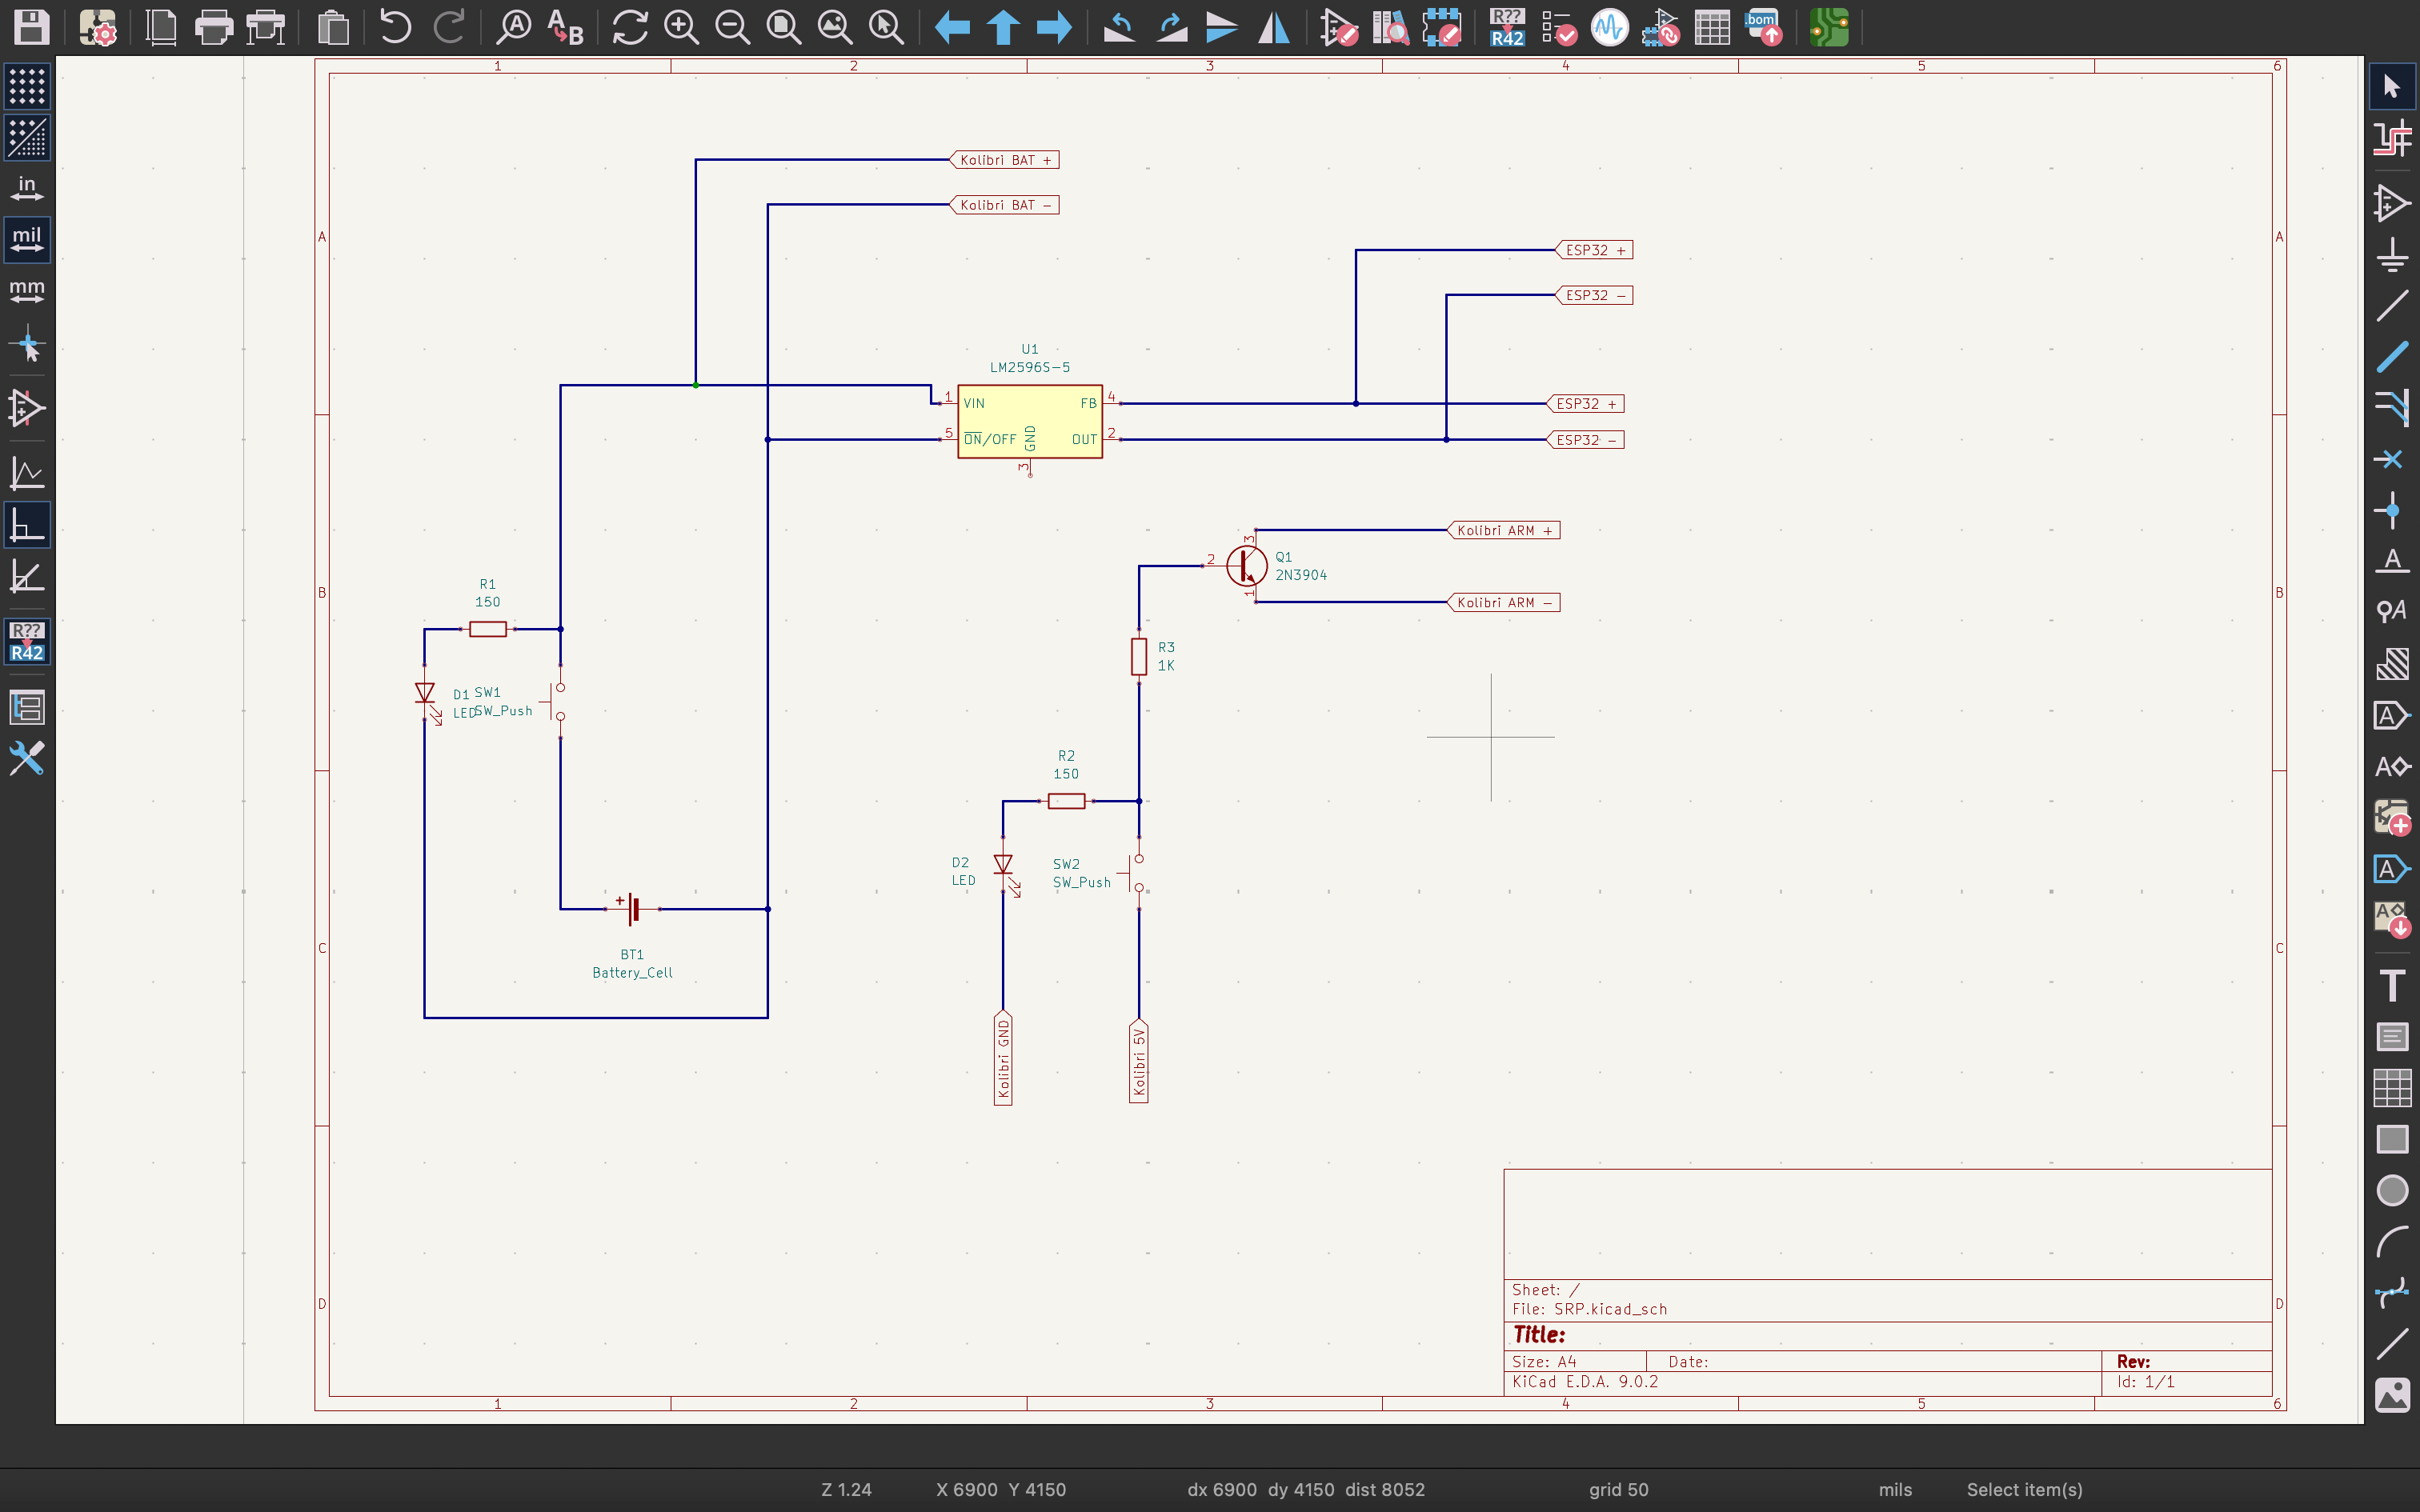 A
A
B
R??
R42
.bom
in
mil
mm
R??
R42
A
A
A
A
A
A
A
T
1
2
3
4
5
6
A
A
B
B
C
C
D
D
1
2
3
4
5
6
Kolibri BAT +
Kolibri BAT -
ESP32 +
ESP32 -
U1
LM2596S-5
1
VIN
FB
4
ESP32 +
5
ON/OFF
GND
OUT
2
ESP32 -
3
Kolibri ARM +
3
2
Q1
2N3904
1
Kolibri ARM -
R1
150
R3
1K
D1
LED
SW1
SW_Push
R2
150
D2
LED
SW2
SW_Push
+
BT1
Battery_Cell
Kolibri GND
Kolibri 5V
Sheet: /
File: SRP.kicad_sch
Title:
Size: A4
Date:
Rev:
KiCad E.D.A. 9.0.2
Id: 1/1
Z 1.24
X 6900 Y 4150
dx 6900 dy 4150 dist 8052
grid 50
mils
Select item(s)